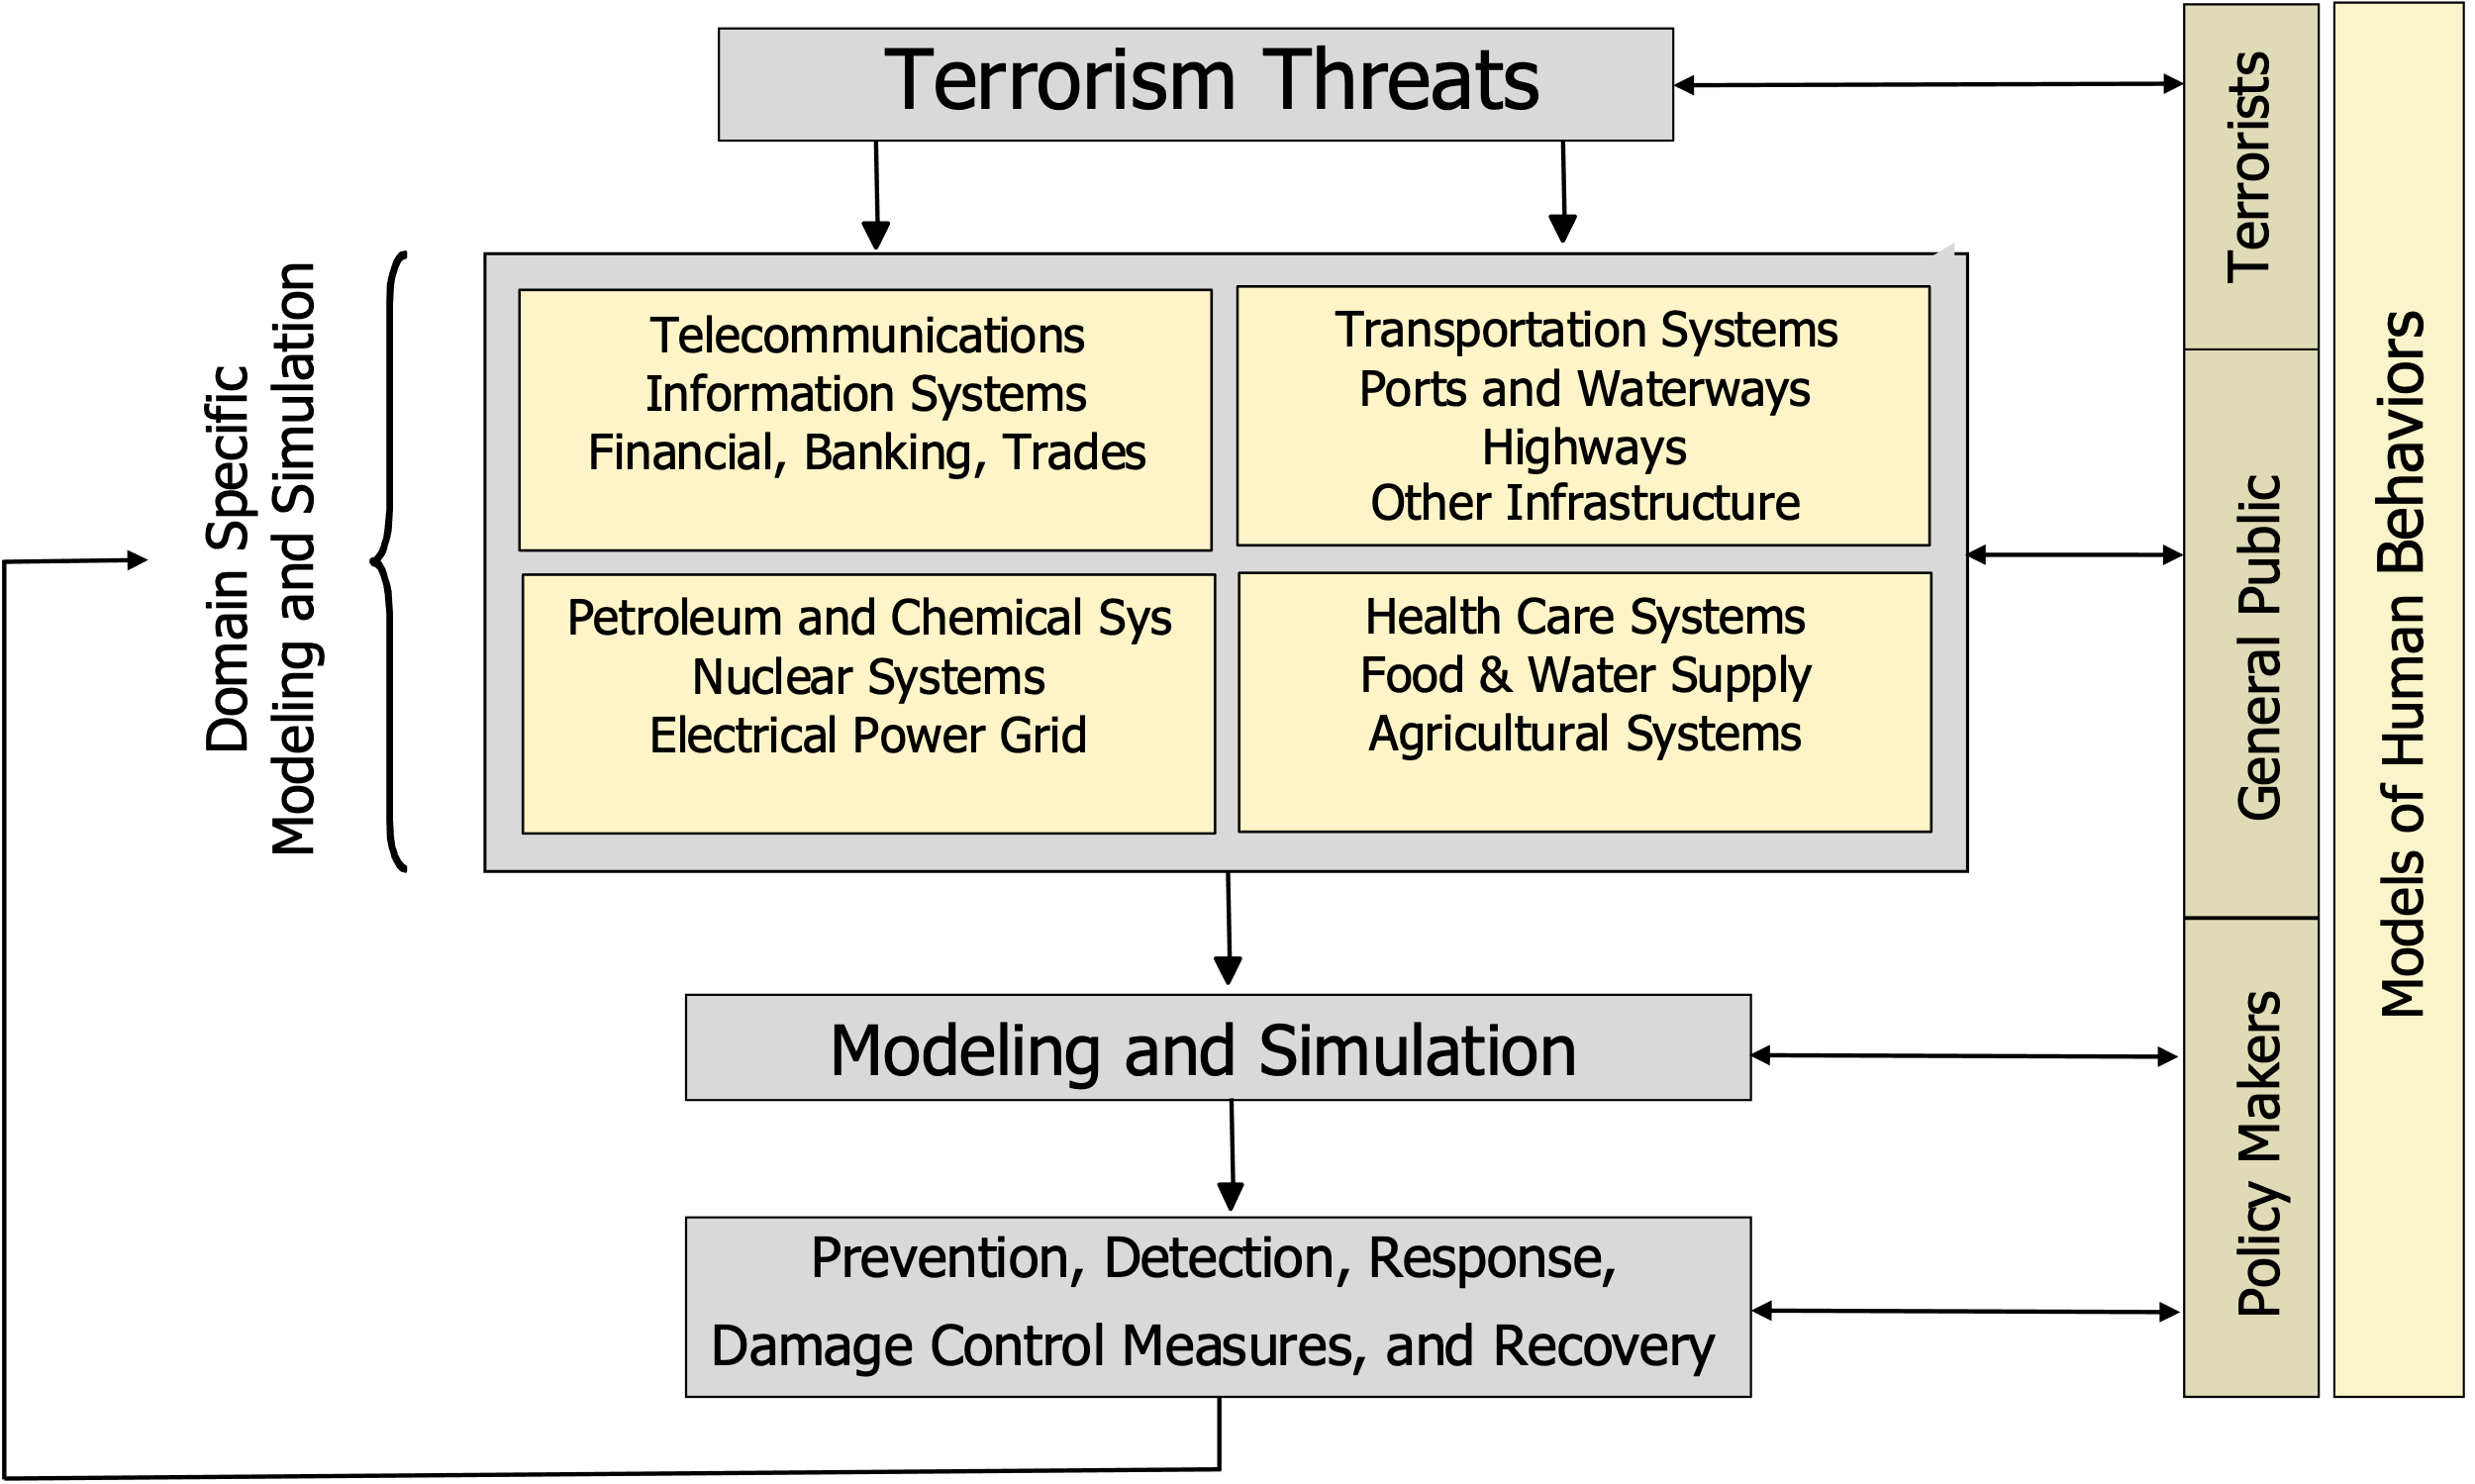 Terrorism Threats
Domain Specific
Modeling and Simulation
Telecommunications
Information Systems
Financial, Banking, Trades
Transportation Systems
Ports and Waterways
Highways
Other Infrastructure
Petroleum and Chemical Sys
Nuclear Systems
Electrical Power Grid
Health Care Systems
Food & Water Supply
Agricultural Systems
Modeling and Simulation
Prevention, Detection, Response,
Damage Control Measures, and Recovery
Terrorists
General Public
Policy Makers
Models of Human Behaviors